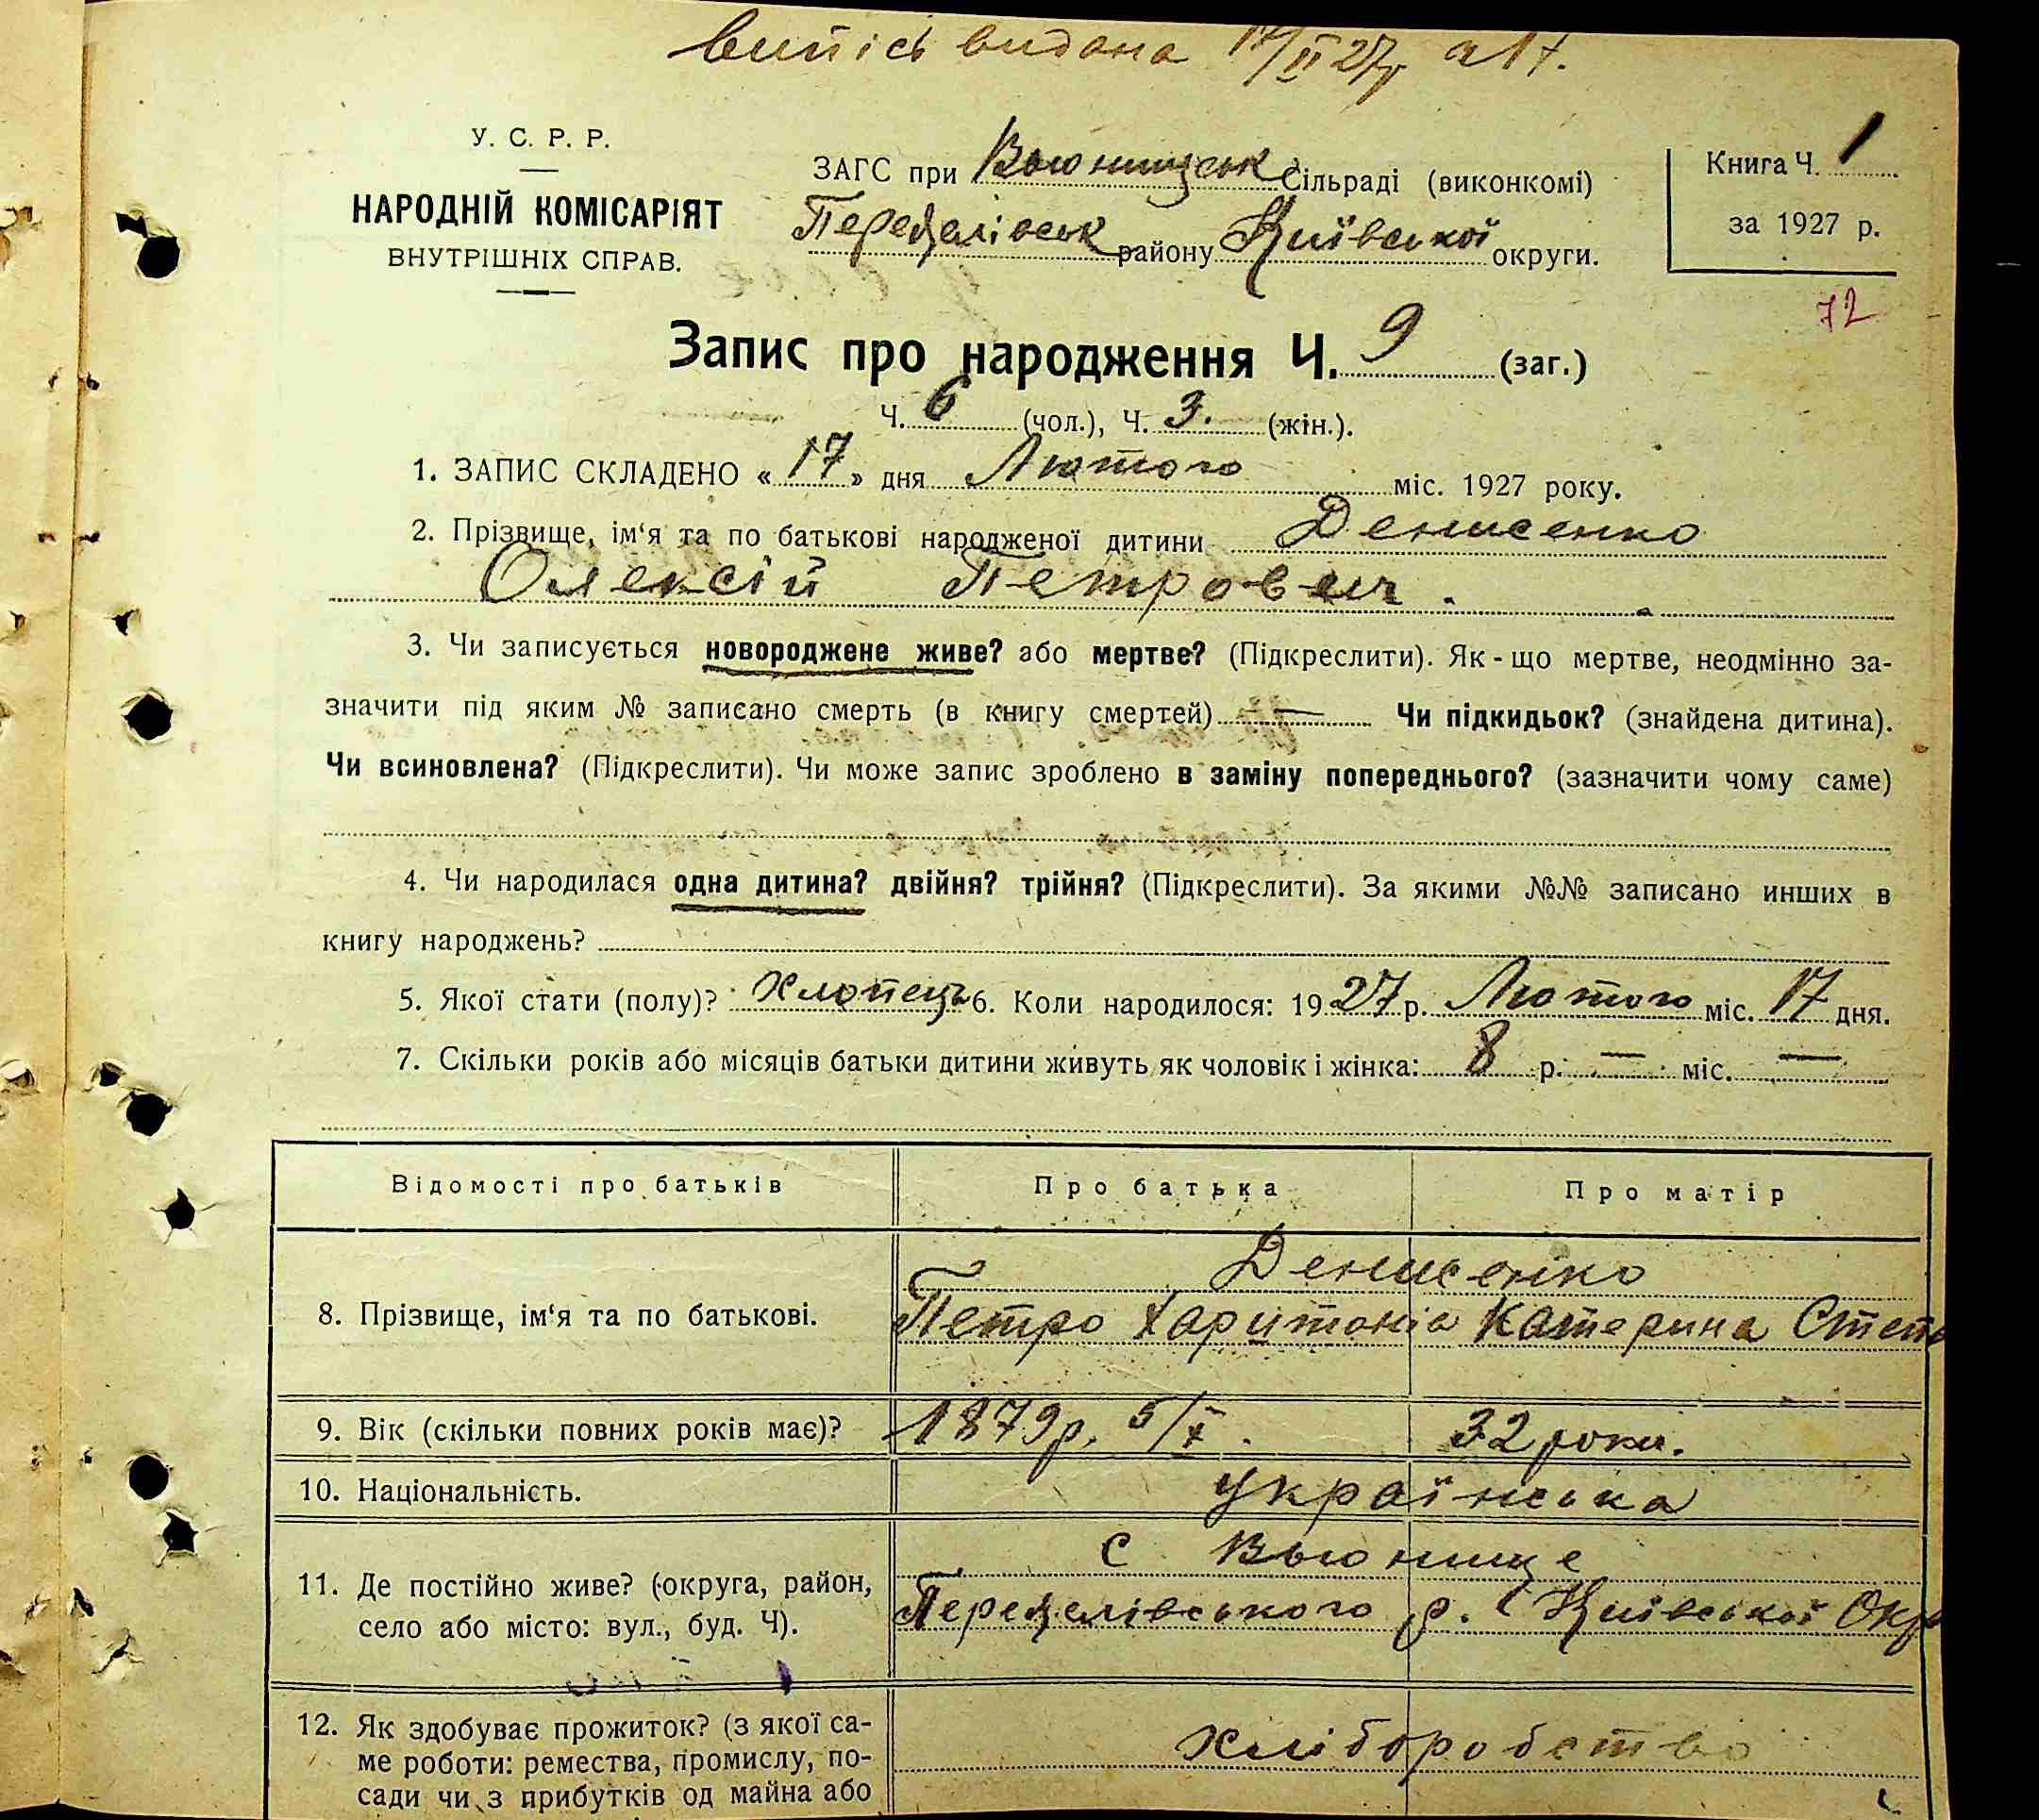 випісь видана 17/II 27р.
У. С. Р. Р.
НАРОДНІЙ КОМІСАРІЯТ
ВНУТРІШНІХ СПРАВ.
ЗАГС при Вьюнищськ Сільраді (виконкомі)
Переяслівськ району Київської округи.
Книга Ч. 1
за 1927 р.
72
Запис про народження Ч. 9 (заг.)
Ч. 6 (чол.), Ч. 3. (жін.).
1. ЗАПИС СКЛАДЕНО «17» дня Лютого міс. 1927 року.
2. Прізвище, ім‘я та по батькові народженої дитини Денисенко
Олексій Петрович.
3. Чи записується новороджене живе? або мертве? (Підкреслити). Як-що мертве, неодмінно за-
значити під яким № записано смерть (в книгу смертей) — Чи підкидьок? (знайдена дитина).
Чи всиновлена? (Підкреслити). Чи може запис зроблено в заміну попереднього? (зазначити чому саме)
4. Чи народилася одна дитина? двійня? трійня? (Підкреслити). За якими №№ записано инших в
книгу народжень?
5. Якої стати (полу)? Хлопець 6. Коли народилося: 1927 р. Лютого міс. 17 дня.
7. Скільки років або місяців батьки дитини живуть як чоловік і жінка: 8 р. — міс. —
Відомості про батьків Про батька Про матір
Денисенко
8. Прізвище, ім‘я та по батькові. Петро Харитонів Катерина Степ
9. Вік (скільки повних років має)? 1879р. 5/X. 32 роки.
10. Національність. українська
с Вьюнище
11. Де постійно живе? (округа, район, Переяслівського р. Київської Окр
село або місто: вул., буд. Ч).
12. Як здобуває прожиток? (з якої са- хліборобство
ме роботи: ремества, промислу, по-
сади чи з прибутків од майна або